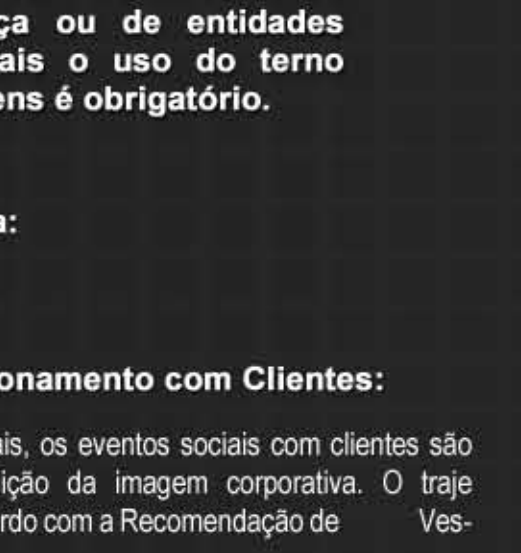 ça ou de entidades
ais o uso do terno
ens é obrigatório.
a:
onamento com Clientes:
ais, os eventos sociais com clientes são
ição da imagem corporativa. O traje
rdo com a Recomendação de Ves-